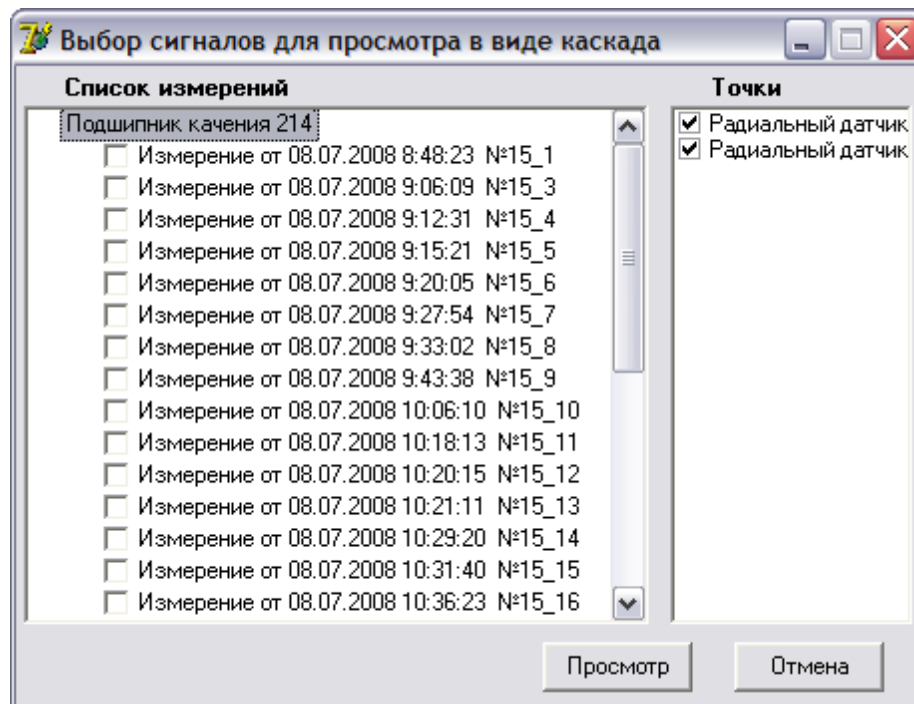 Выбор сигналов для просмотра в виде каскада
Список измерений
Точки
Подшипник качения 214
Измерение от 08.07.2008 8:48:23 №15_1
Измерение от 08.07.2008 9:06:09 №15_3
Измерение от 08.07.2008 9:12:31 №15_4
Измерение от 08.07.2008 9:15:21 №15_5
Измерение от 08.07.2008 9:20:05 №15_6
Измерение от 08.07.2008 9:27:54 №15_7
Измерение от 08.07.2008 9:33:02 №15_8
Измерение от 08.07.2008 9:43:38 №15_9
Измерение от 08.07.2008 10:06:10 №15_10
Измерение от 08.07.2008 10:18:13 №15_11
Измерение от 08.07.2008 10:20:15 №15_12
Измерение от 08.07.2008 10:21:11 №15_13
Измерение от 08.07.2008 10:29:20 №15_14
Измерение от 08.07.2008 10:31:40 №15_15
Измерение от 08.07.2008 10:36:23 №15_16
Радиальный датчик
Радиальный датчик
Просмотр
Отмена